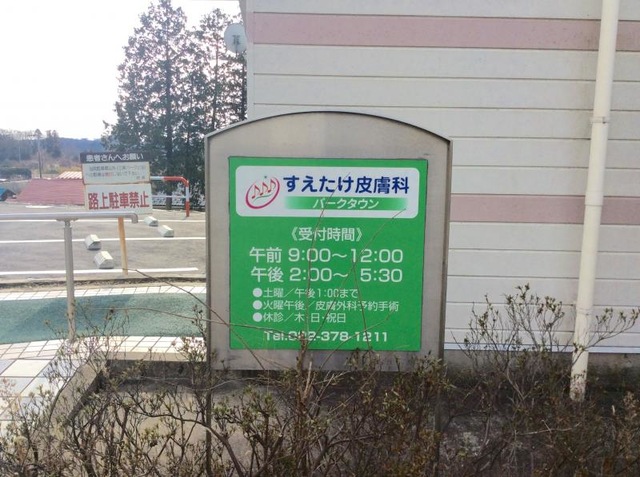 患者さんへお願い
路上駐車禁止
すえたけ皮膚科
パークタウン
《受付時間》
午前 9:00〜12:00
午後 2:00〜 5:30
●土曜／午後1:00まで
●火曜午後／皮膚外科予約手術
●休診／木・日・祝日
Tel.022-378-1211